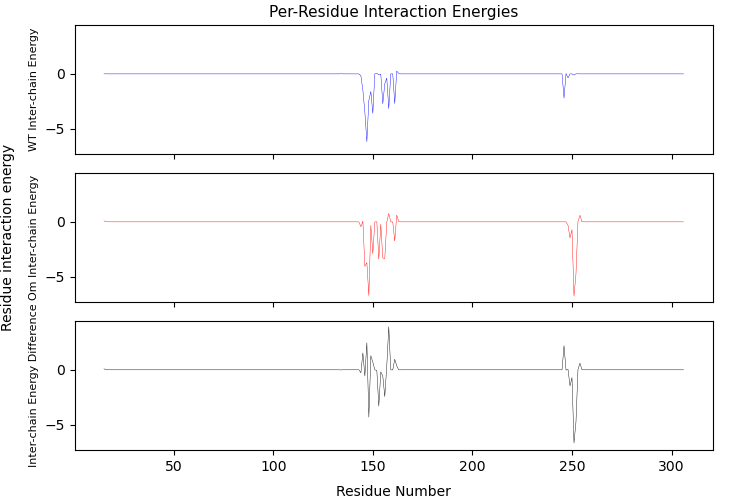 Per-Residue Interaction Energies
Residue interaction energy
WT Inter-chain Energy
0
−5
Om Inter-chain Energy
0
−5
Inter-chain Energy Difference
0
−5
50
100
150
200
250
300
Residue Number